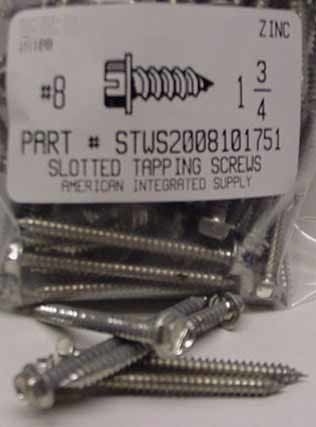 ZINC
#8
1 3/4
PART # STWS2008101751
SLOTTED TAPPING SCREWS
AMERICAN INTEGRATED SUPPLY